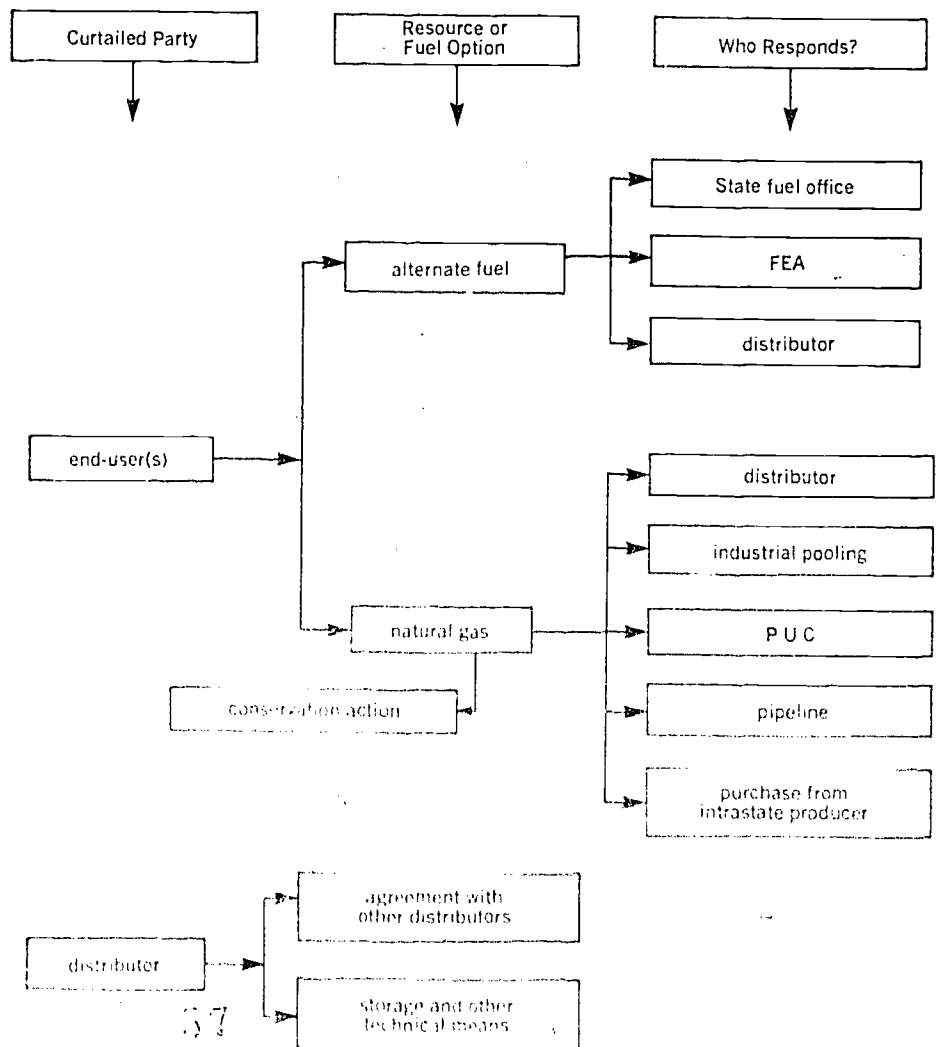 Curtailed Party
Resource or
Fuel Option
Who Responds?
State fuel office
alternate fuel
FEA
distributor
end-user(s)
distributor
industrial pooling
natural gas
P U C
conservation action
pipeline
purchase from
intrastate producer
agreement with
other distributors
distributor
storage and other
technical means
37